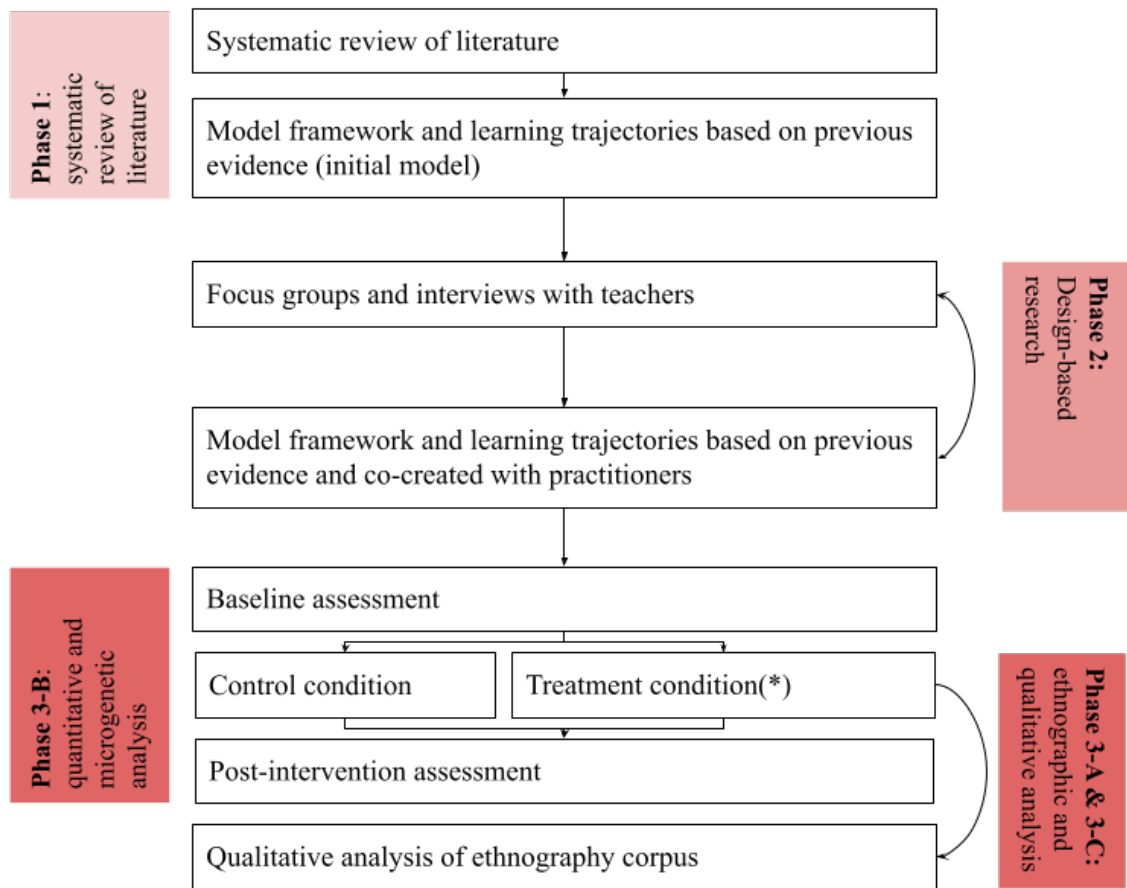 Phase 1:
systematic
review of
literature
Systematic review of literature
Model framework and learning trajectories based on previous
evidence (initial model)
Focus groups and interviews with teachers
Phase 2:
Design-based
research
Model framework and learning trajectories based on previous
evidence and co-created with practitioners
Phase 3-B:
quantitative and
microgenetic
analysis
Baseline assessment
Control condition
Treatment condition(*)
Post-intervention assessment
Phase 3-A & 3-C:
ethnographic and
qualitative analysis
Qualitative analysis of ethnography corpus